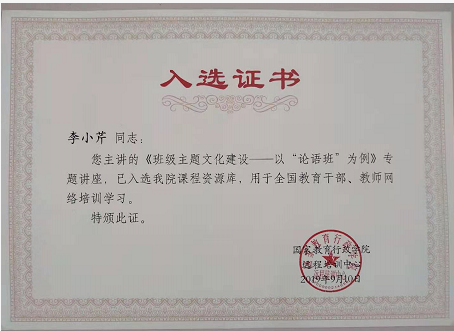 入选证书
李小芹 同志：
您主讲的《班级主题文化建设——以“论语班”为例》专
题讲座，已入选我院课程资源库，用于全国教育干部、教师网
络培训学习。
特颁此证。
国家教育行政学院
远程培训中心
2019年9月10日